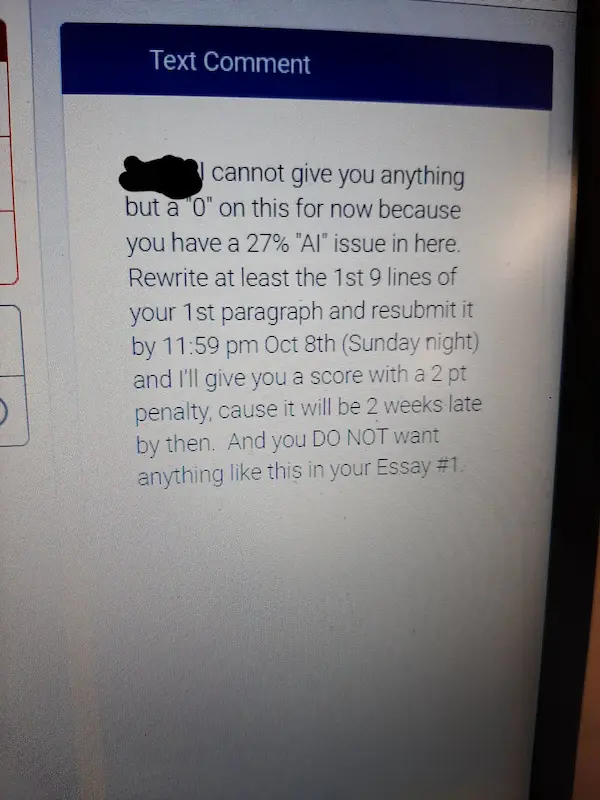 Text Comment
I cannot give you anything
but a "0" on this for now because
you have a 27% "AI" issue in here.
Rewrite at least the 1st 9 lines of
your 1st paragraph and resubmit it
by 11:59 pm Oct 8th (Sunday night)
and I'll give you a score with a 2 pt
penalty, cause it will be 2 weeks late
by then. And you DO NOT want
anything like this in your Essay #1.